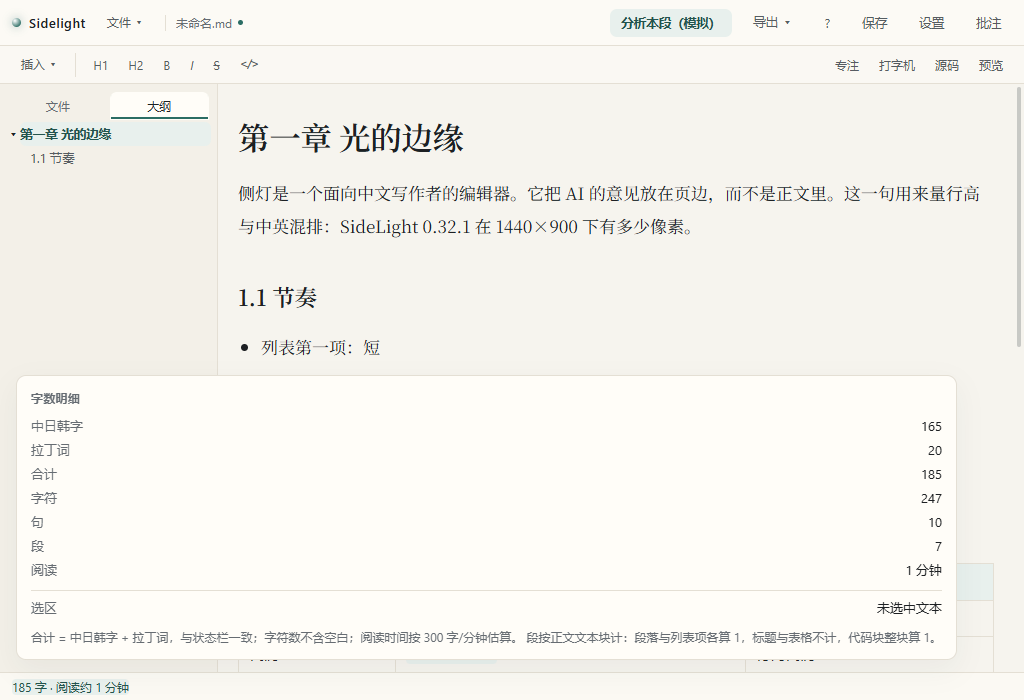 Sidelight 文件 未命名.md 分析本段（模拟） 导出 ? 保存 设置 批注
插入 H1 H2 B I S </> 专注 打字机 源码 预览
文件 大纲
第一章 光的边缘
1.1 节奏
第一章 光的边缘
侧灯是一个面向中文写作者的编辑器。它把 AI 的意见放在页边，而不是正文里。这一句用来量行高
与中英混排：SideLight 0.32.1 在 1440×900 下有多少像素。
1.1 节奏
列表第一项：短
字数明细
中日韩字 165
拉丁词 20
合计 185
字符 247
句 10
段 7
阅读 1 分钟
选区 未选中文本
合计 = 中日韩字 + 拉丁词，与状态栏一致；字符数不含空白；阅读时间按 300 字/分钟估算。 段按正文文本块计：段落与列表项各算 1，标题与表格不计，代码块整块算 1。
185 字 · 阅读约 1 分钟